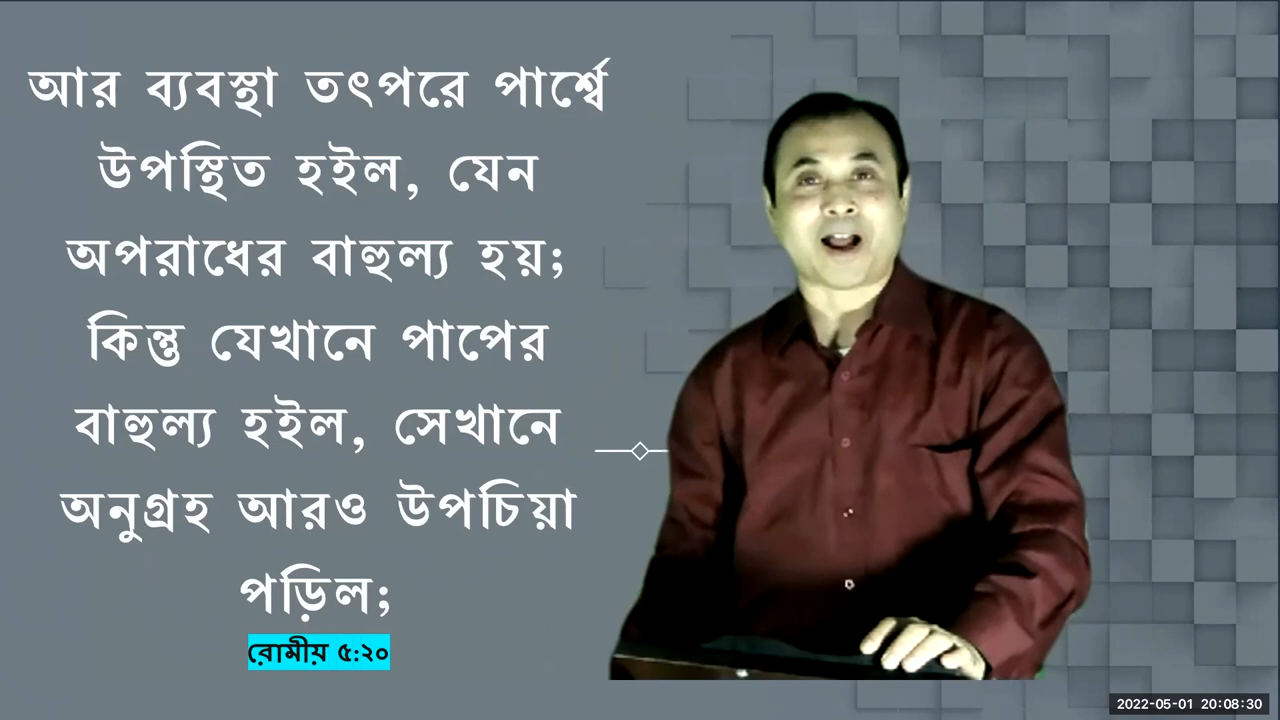 আর ব্যবস্থা তৎপরে পার্শ্বে
উপস্থিত হইল, যেন
অপরাধের বাহুল্য হয়;
কিন্তু যেখানে পাপের
বাহুল্য হইল, সেখানে
অনুগ্রহ আরও উপচিয়া
পড়িল;
রোমীয় ৫:২০
2022-05-01 20:08:30